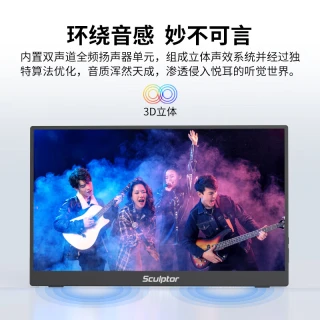 环绕音感 妙不可言
内置双声道全频扬声器单元，组成立体声效系统并经过独
特算法优化，音质浑然天成，渗透侵入悦耳的听觉世界。
3D立体
Sculptor